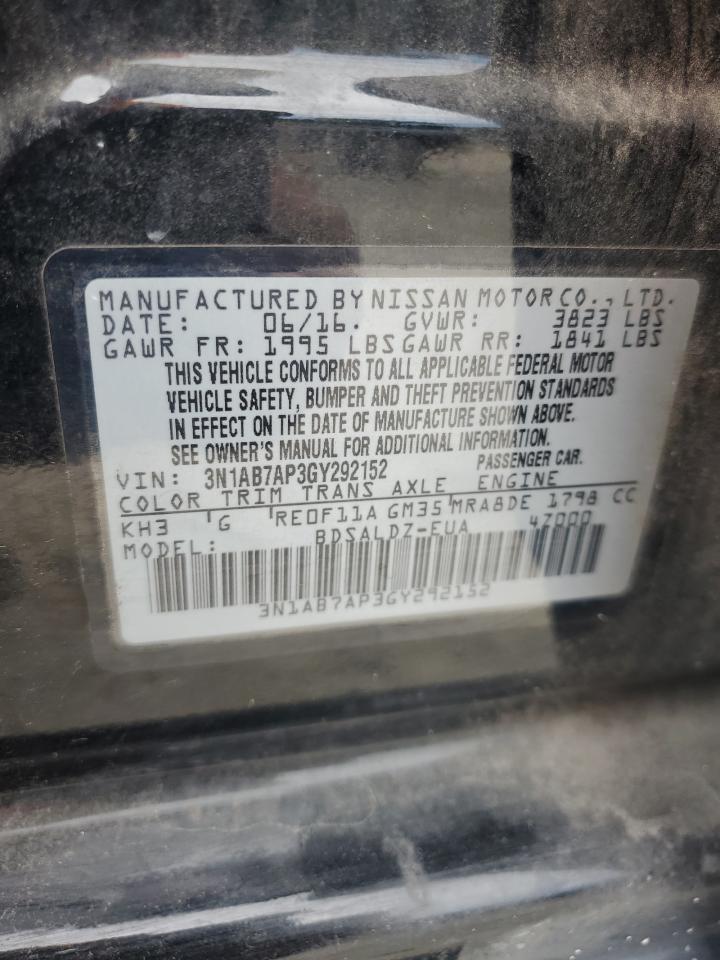 MANUFACTURED BY NISSAN MOTOR CO., LTD.
DATE: 06/16. GVWR: 3823 LBS
GAWR FR: 1995 LBS GAWR RR: 1841 LBS
THIS VEHICLE CONFORMS TO ALL APPLICABLE FEDERAL MOTOR
VEHICLE SAFETY, BUMPER AND THEFT PREVENTION STANDARDS
IN EFFECT ON THE DATE OF MANUFACTURE SHOWN ABOVE.
SEE OWNER'S MANUAL FOR ADDITIONAL INFORMATION.
VIN: 3N1AB7AP3GY292152 PASSENGER CAR.
COLOR TRIM TRANS AXLE ENGINE
KH3 G RE0F11A GM35 MRA8DE 1798 CC
MODEL: BDSALDZ-EUA 47000
3N1AB7AP3GY292152